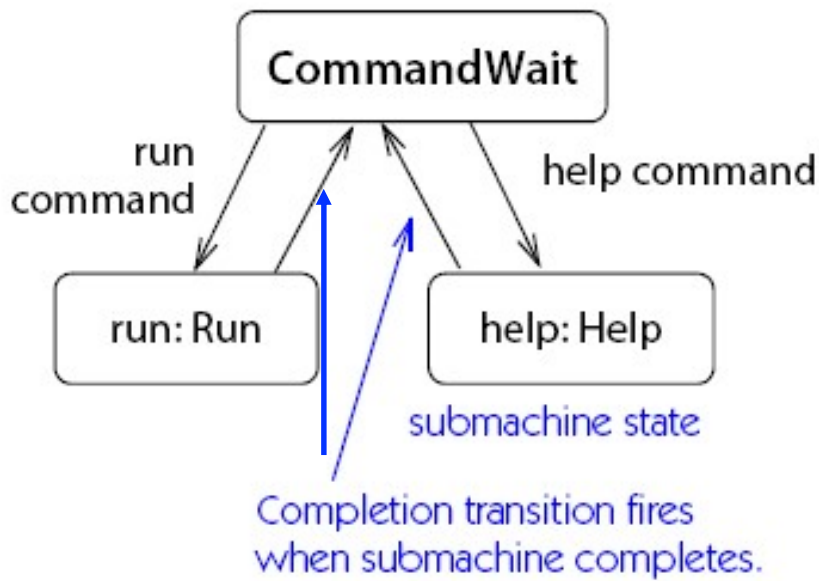 CommandWait
run
command
help command
run: Run
help: Help
submachine state
Completion transition fires
when submachine completes.